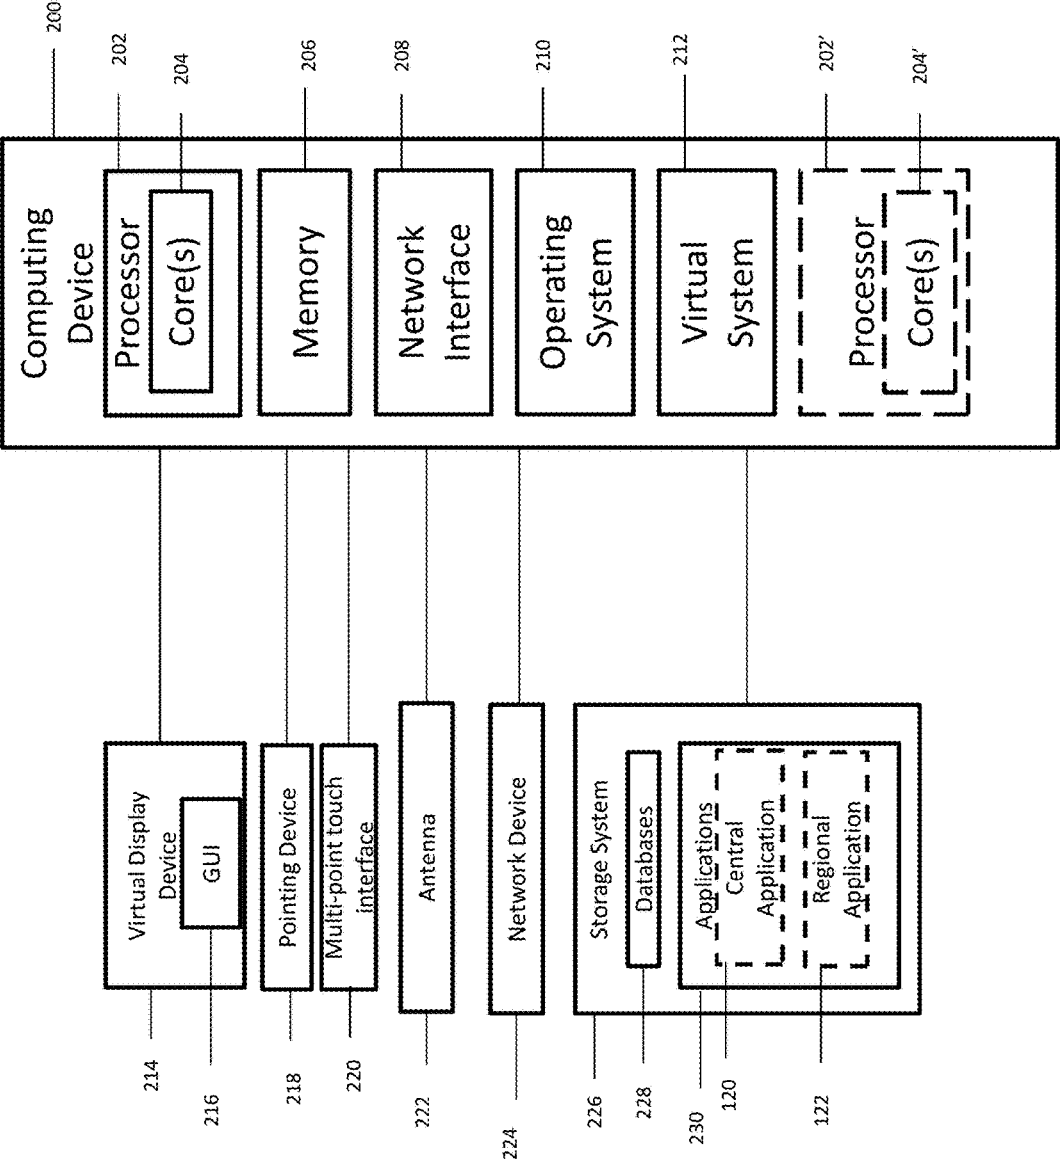 200
202
204
206
208
210
212
202'
204'
Computing
Device
Processor
Core(s)
Memory
Network
Interface
Operating
System
Virtual
System
Processor
Core(s)
Virtual Display
Device
GUI
Pointing Device
Multi-point touch
interface
Antenna
Network Device
Storage System
Databases
Applications
Central
Application
Regional
Application
214
216
218
220
222
224
226
228
230
120
122